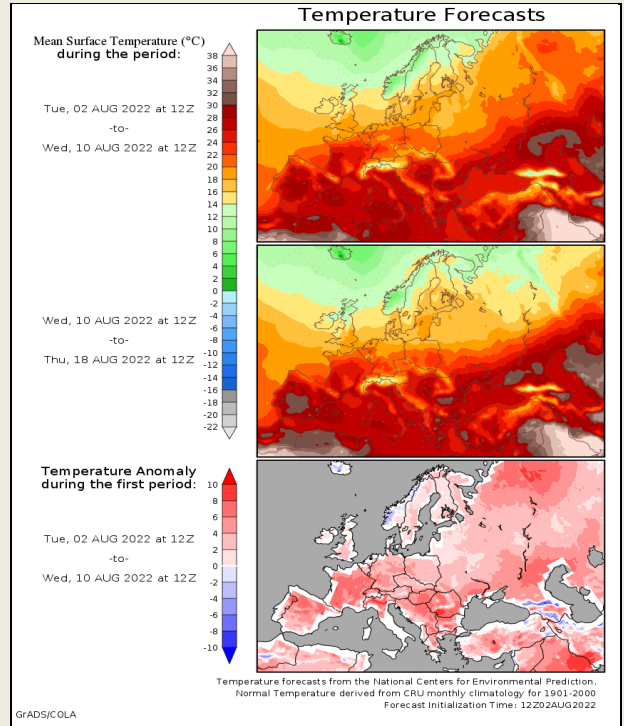 Temperature Forecasts
Mean Surface Temperature (°C)
during the period:
Tue, 02 AUG 2022 at 12Z
-to-
Wed, 10 AUG 2022 at 12Z
38
36
34
32
30
28
26
24
22
20
18
16
14
12
10
8
6
4
2
0
-2
-4
-6
-8
-10
-12
-14
-16
-18
-20
-22
Wed, 10 AUG 2022 at 12Z
-to-
Thu, 18 AUG 2022 at 12Z
Temperature Anomaly
during the first period:
Tue, 02 AUG 2022 at 12Z
-to-
Wed, 10 AUG 2022 at 12Z
10
8
6
4
2
0
-2
-4
-6
-8
-10
Temperature forecasts from the National Centers for Environmental Prediction.
Normal Temperature derived from CRU monthly climatology for 1901-2000
Forecast Initialization Time: 12Z02AUG2022
GrADS/COLA